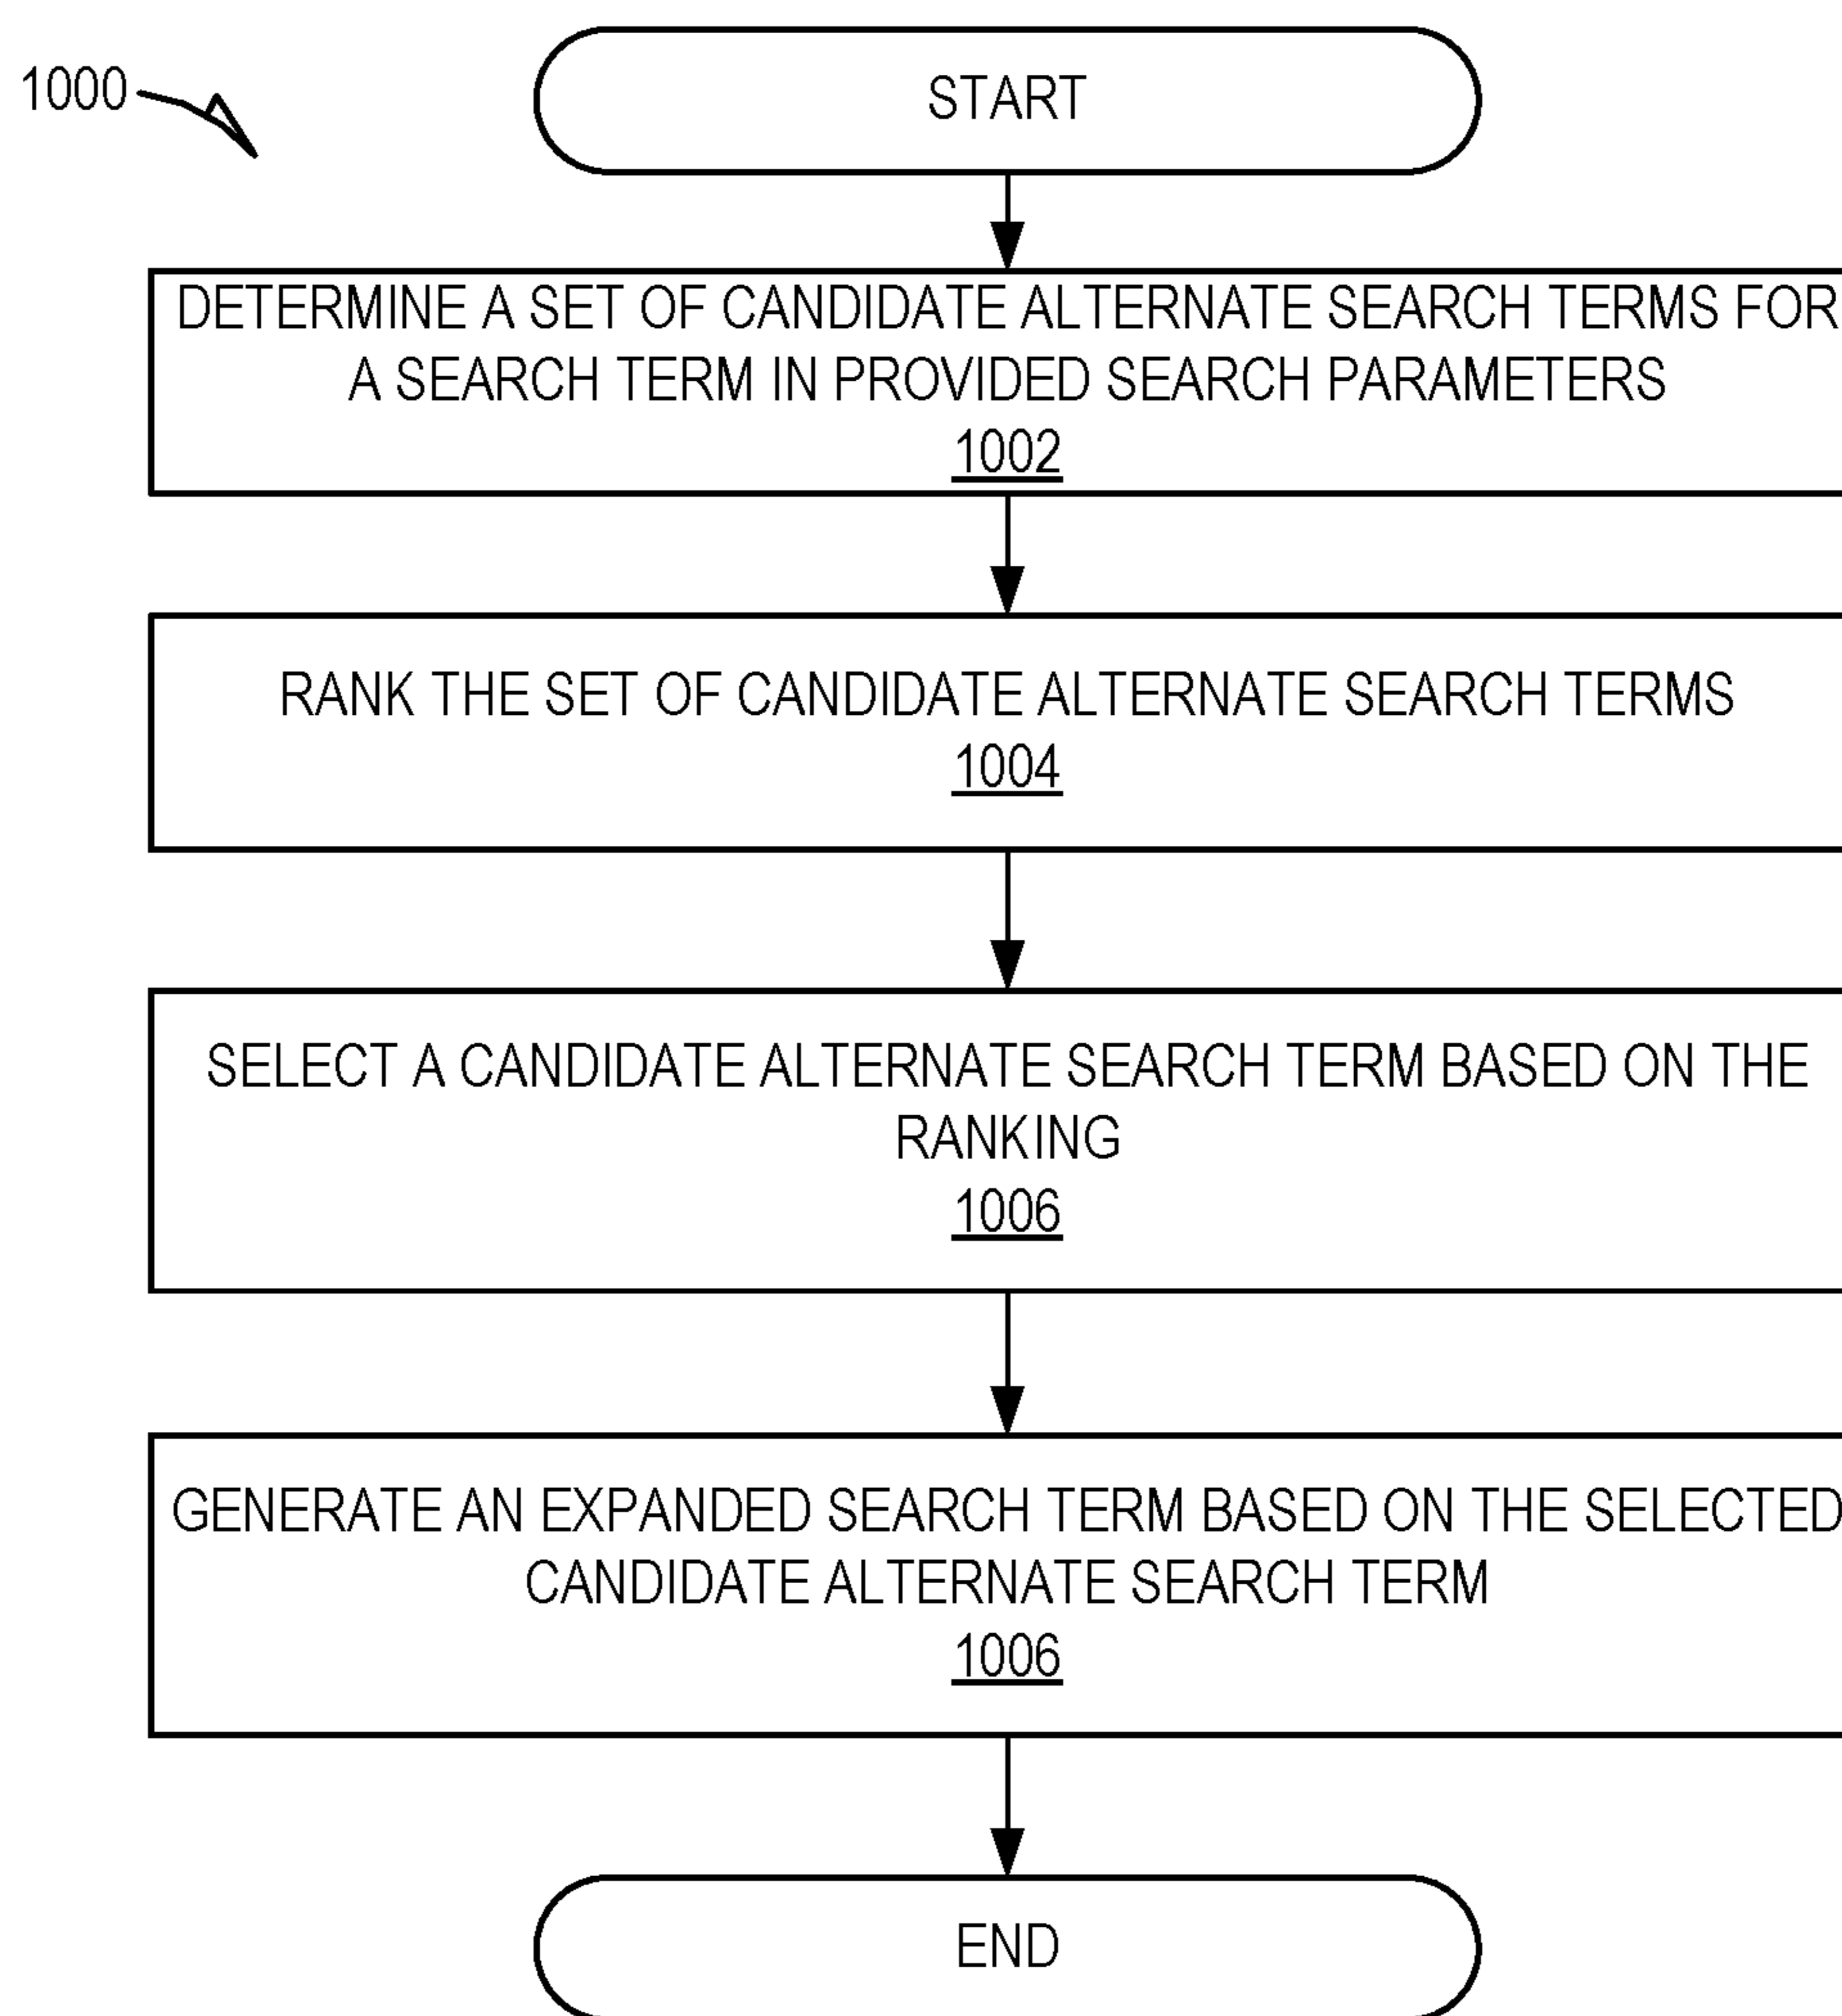 1000
START
DETERMINE A SET OF CANDIDATE ALTERNATE SEARCH TERMS FOR
A SEARCH TERM IN PROVIDED SEARCH PARAMETERS
1002
RANK THE SET OF CANDIDATE ALTERNATE SEARCH TERMS
1004
SELECT A CANDIDATE ALTERNATE SEARCH TERM BASED ON THE
RANKING
1006
GENERATE AN EXPANDED SEARCH TERM BASED ON THE SELECTED
CANDIDATE ALTERNATE SEARCH TERM
1006
END